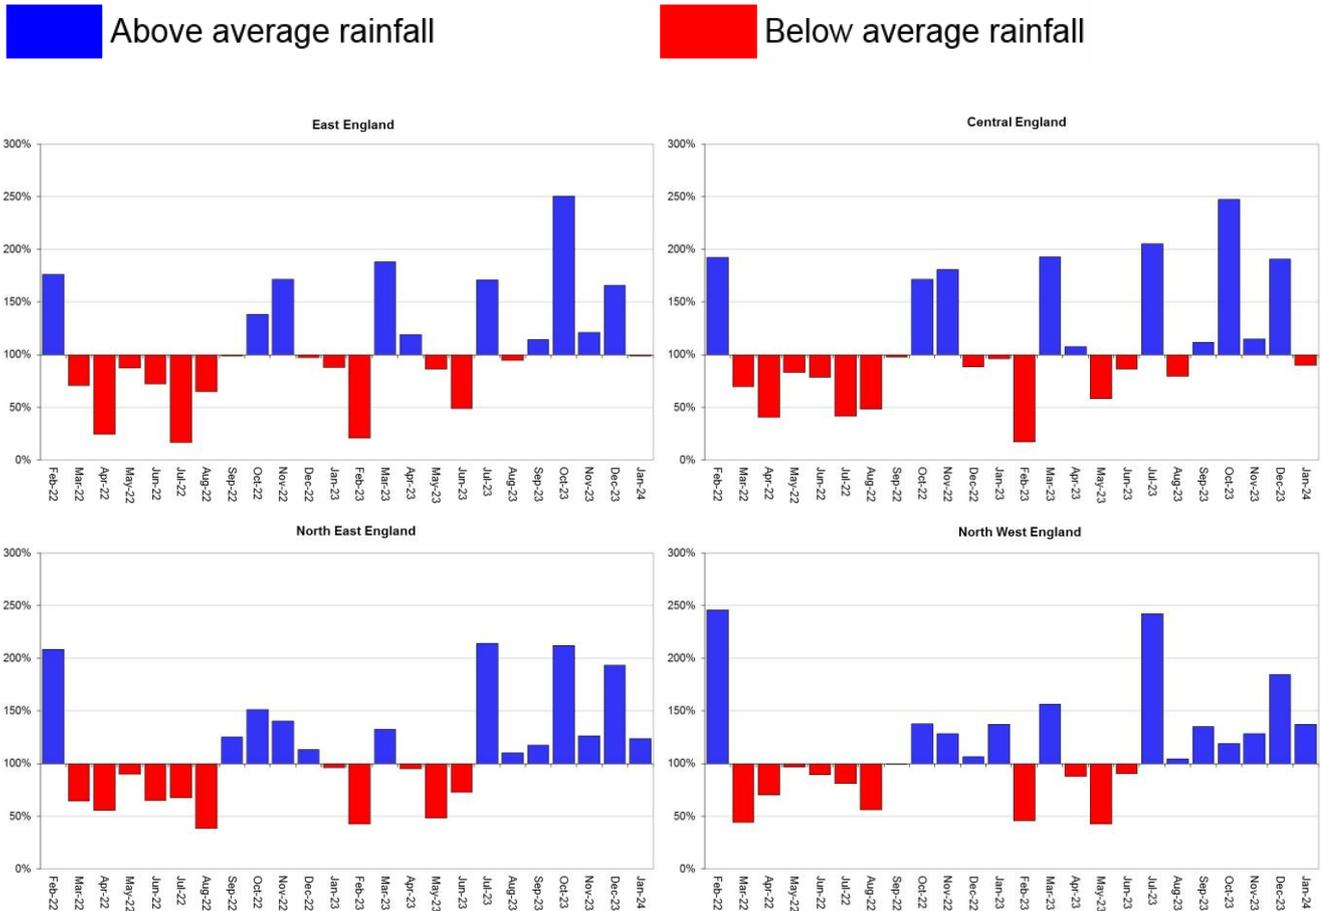 Above average rainfall
Below average rainfall
East England
300%
250%
200%
150%
100%
50%
0%
Feb-22
Mar-22
Apr-22
May-22
Jun-22
Jul-22
Aug-22
Sep-22
Oct-22
Nov-22
Dec-22
Jan-23
Feb-23
Mar-23
Apr-23
May-23
Jun-23
Jul-23
Aug-23
Sep-23
Oct-23
Nov-23
Dec-23
Jan-24
Central England
300%
250%
200%
150%
100%
50%
0%
Feb-22
Mar-22
Apr-22
May-22
Jun-22
Jul-22
Aug-22
Sep-22
Oct-22
Nov-22
Dec-22
Jan-23
Feb-23
Mar-23
Apr-23
May-23
Jun-23
Jul-23
Aug-23
Sep-23
Oct-23
Nov-23
Dec-23
Jan-24
North East England
300%
250%
200%
150%
100%
50%
0%
Feb-22
Mar-22
Apr-22
May-22
Jun-22
Jul-22
Aug-22
Sep-22
Oct-22
Nov-22
Dec-22
Jan-23
Feb-23
Mar-23
Apr-23
May-23
Jun-23
Jul-23
Aug-23
Sep-23
Oct-23
Nov-23
Dec-23
Jan-24
North West England
300%
250%
200%
150%
100%
50%
0%
Feb-22
Mar-22
Apr-22
May-22
Jun-22
Jul-22
Aug-22
Sep-22
Oct-22
Nov-22
Dec-22
Jan-23
Feb-23
Mar-23
Apr-23
May-23
Jun-23
Jul-23
Aug-23
Sep-23
Oct-23
Nov-23
Dec-23
Jan-24